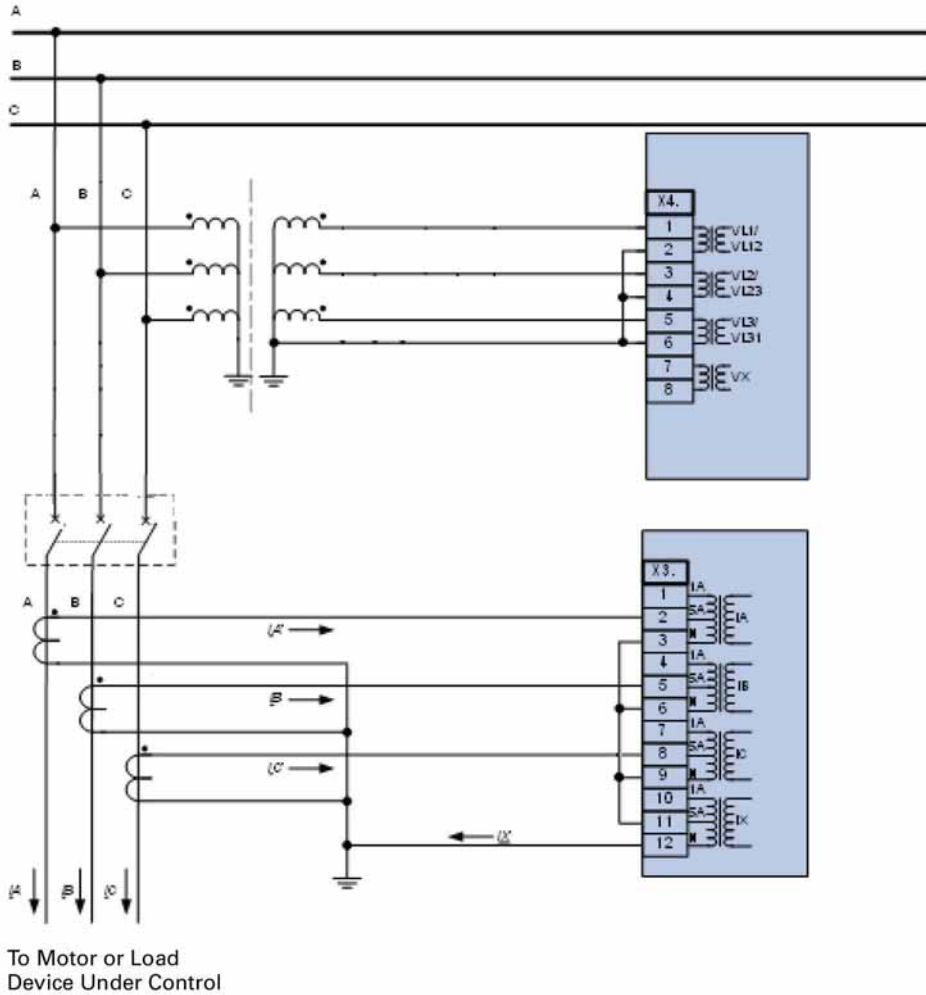 A
B
C
A B C
X4.
1
2
3
4
5
6
7
8
VL1/
VL12
VL2/
VL23
VL3/
VL31
VX
A B C
IA'
IB'
IC'
IX
X3.
1
2
3
4
5
6
7
8
9
10
11
12
1A
5A
N
IA
1A
5A
N
IB
1A
5A
N
IC
1A
5A
N
IX
IA IB IC
To Motor or Load
Device Under Control